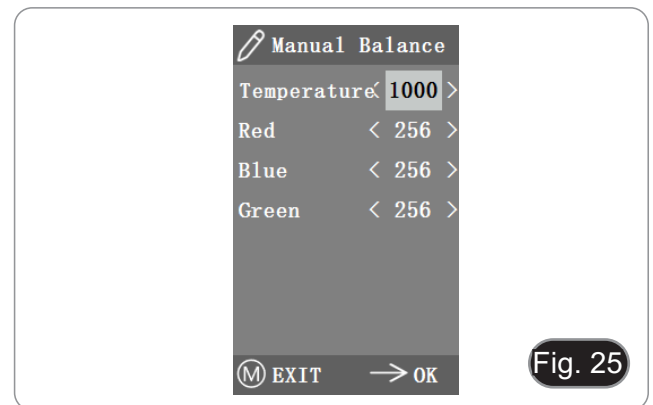 Manual Balance
Temperature < 1000 >
Red < 256 >
Blue < 256 >
Green < 256 >
M EXIT → OK
Fig. 25